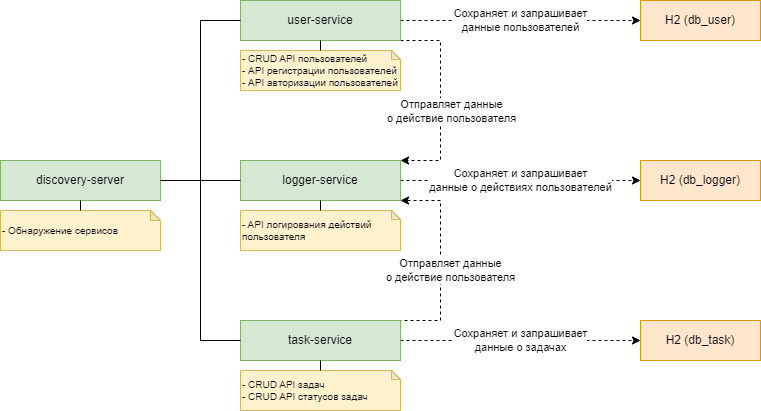 user-service
Сохраняет и запрашивает
данные пользователей
H2 (db_user)
- CRUD API пользователей
- API регистрации пользователей
- API авторизации пользователей
Отправляет данные
о действие пользователя
discovery-server
- Обнаружение сервисов
logger-service
Сохраняет и запрашивает
данные о действиях пользователей
H2 (db_logger)
- API логирования действий
пользователя
Отправляет данные
о действие пользователя
task-service
Сохраняет и запрашивает
данные о задачах
H2 (db_task)
- CRUD API задач
- CRUD API статусов задач